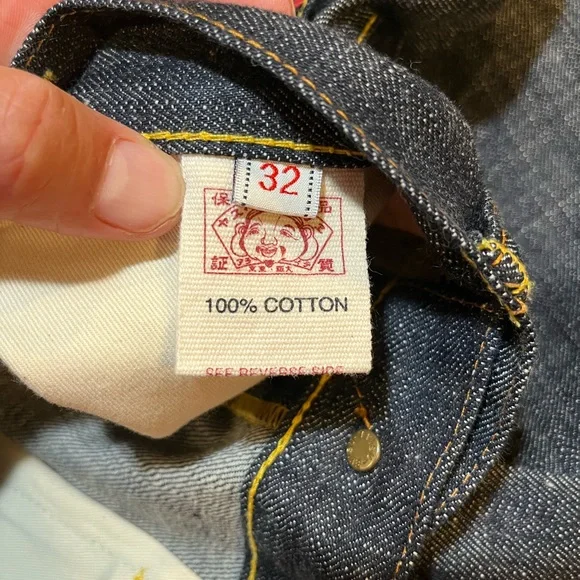 32
保 品
証 質
100% COTTON
SEE REVERSE SIDE